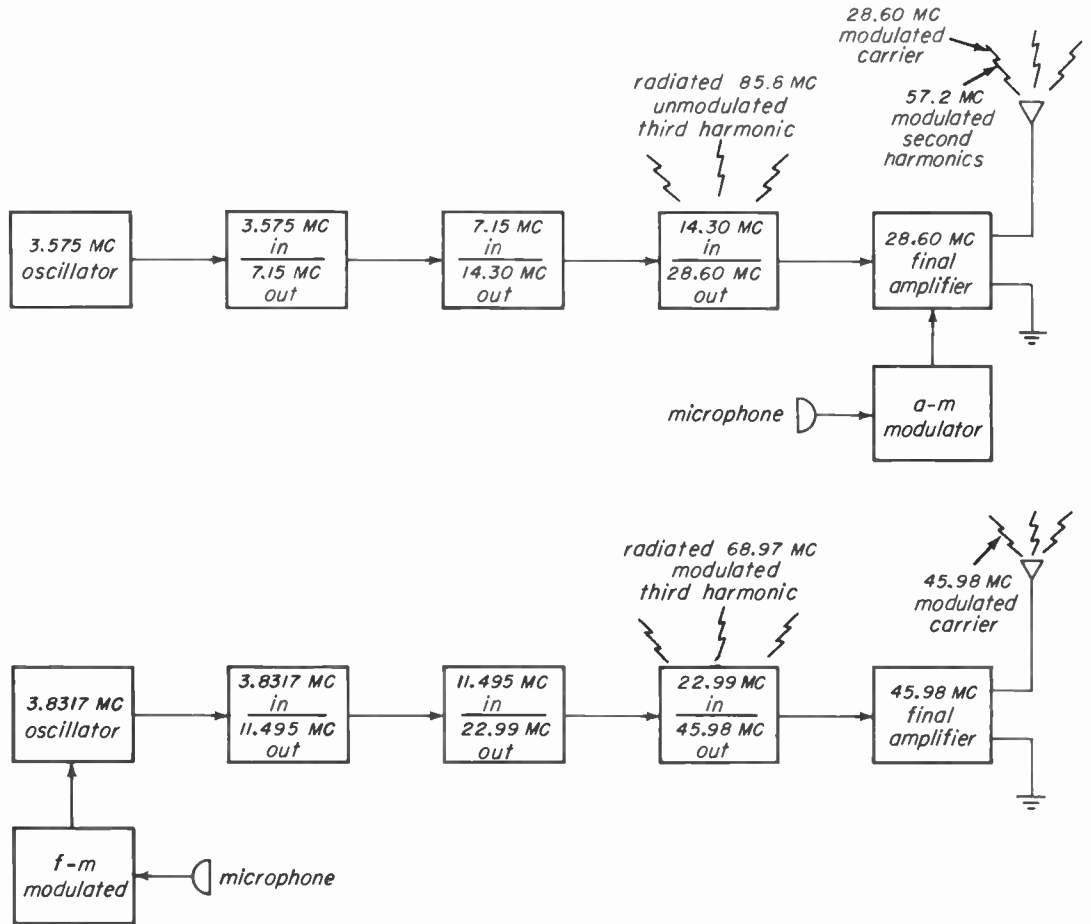 28.60 MC
modulated
carrier
radiated 85.8 MC
unmodulated
third harmonic
57.2 MC
modulated
second
harmonics
3.575 MC
oscillator
3.575 MC
in
7.15 MC
out
7.15 MC
in
14.30 MC
out
14.30 MC
in
28.60 MC
out
28.60 MC
final
amplifier
microphone
a-m
modulator
radiated 68.97 MC
modulated
third harmonic
45.98 MC
modulated
carrier
3.8317 MC
oscillator
3.8317 MC
in
11.495 MC
out
11.495 MC
in
22.99 MC
out
22.99 MC
in
45.98 MC
out
45.98 MC
final
amplifier
f-m
modulated
microphone